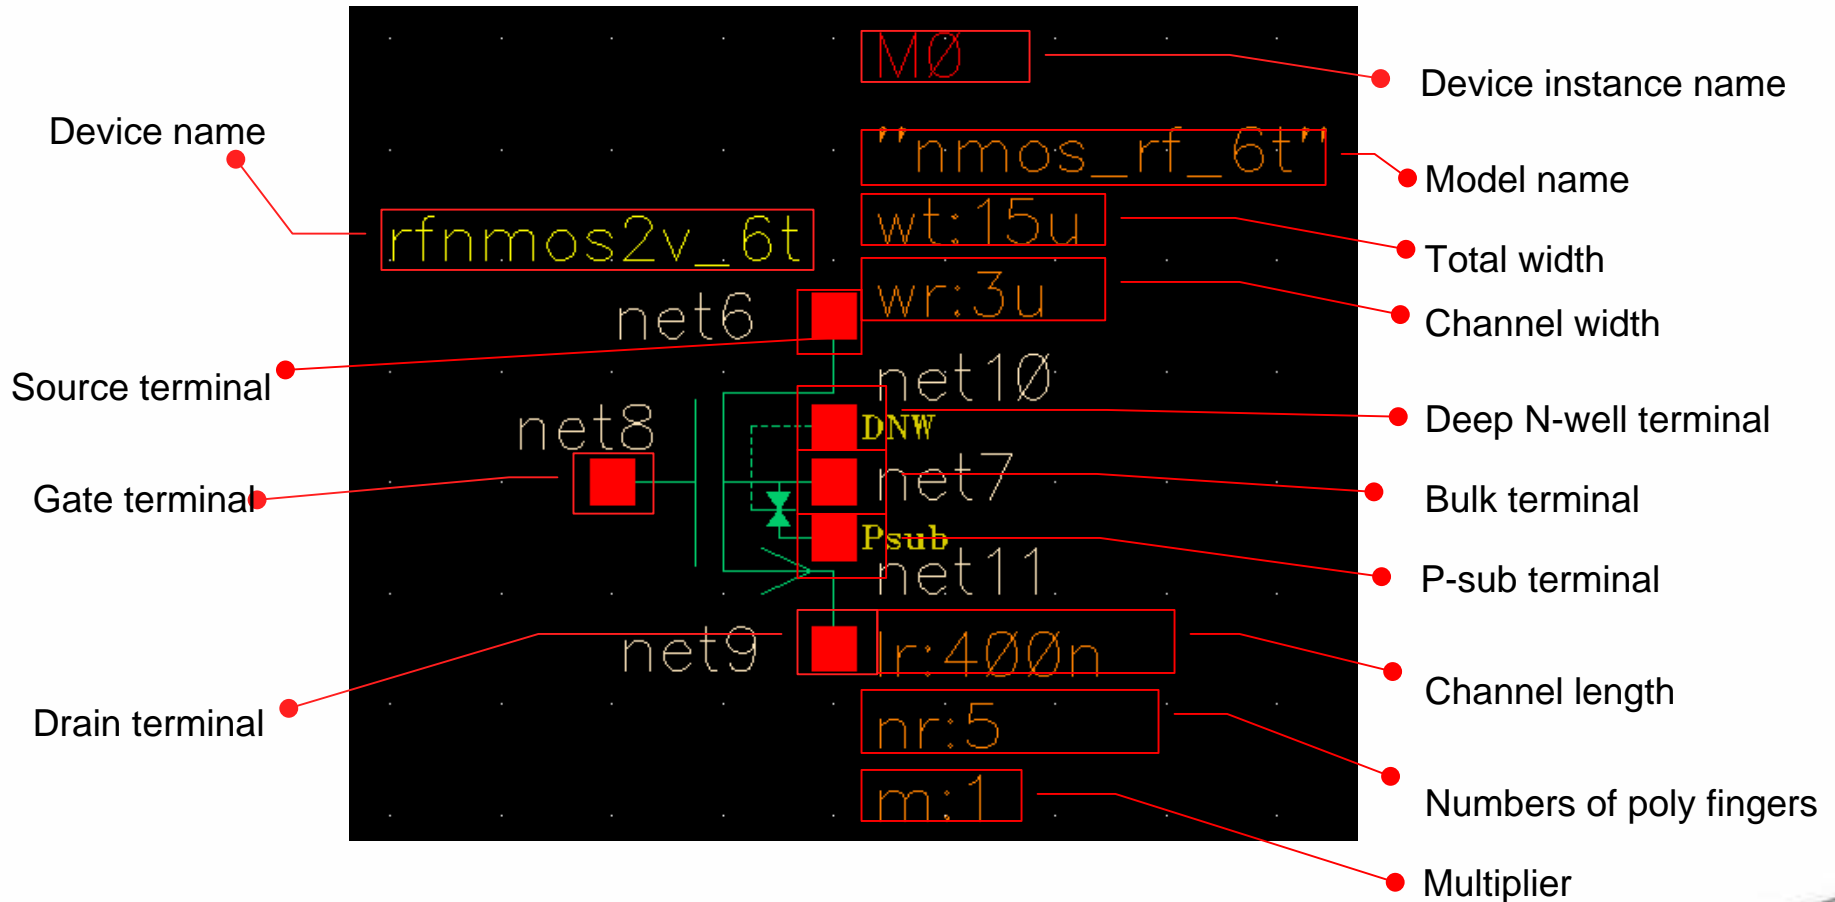 MØ
Device instance name
Device name
"nmos_rf_6t"
Model name
rfnmos2v_6t
wt:15u
Total width
wr:3u
Channel width
net6
Source terminal
net10
net8
DNW
Deep N-well terminal
Gate terminal
net7
Bulk terminal
Psub
net11
P-sub terminal
net9
lr:400n
Channel length
Drain terminal
nr:5
Numbers of poly fingers
m:1
Multiplier